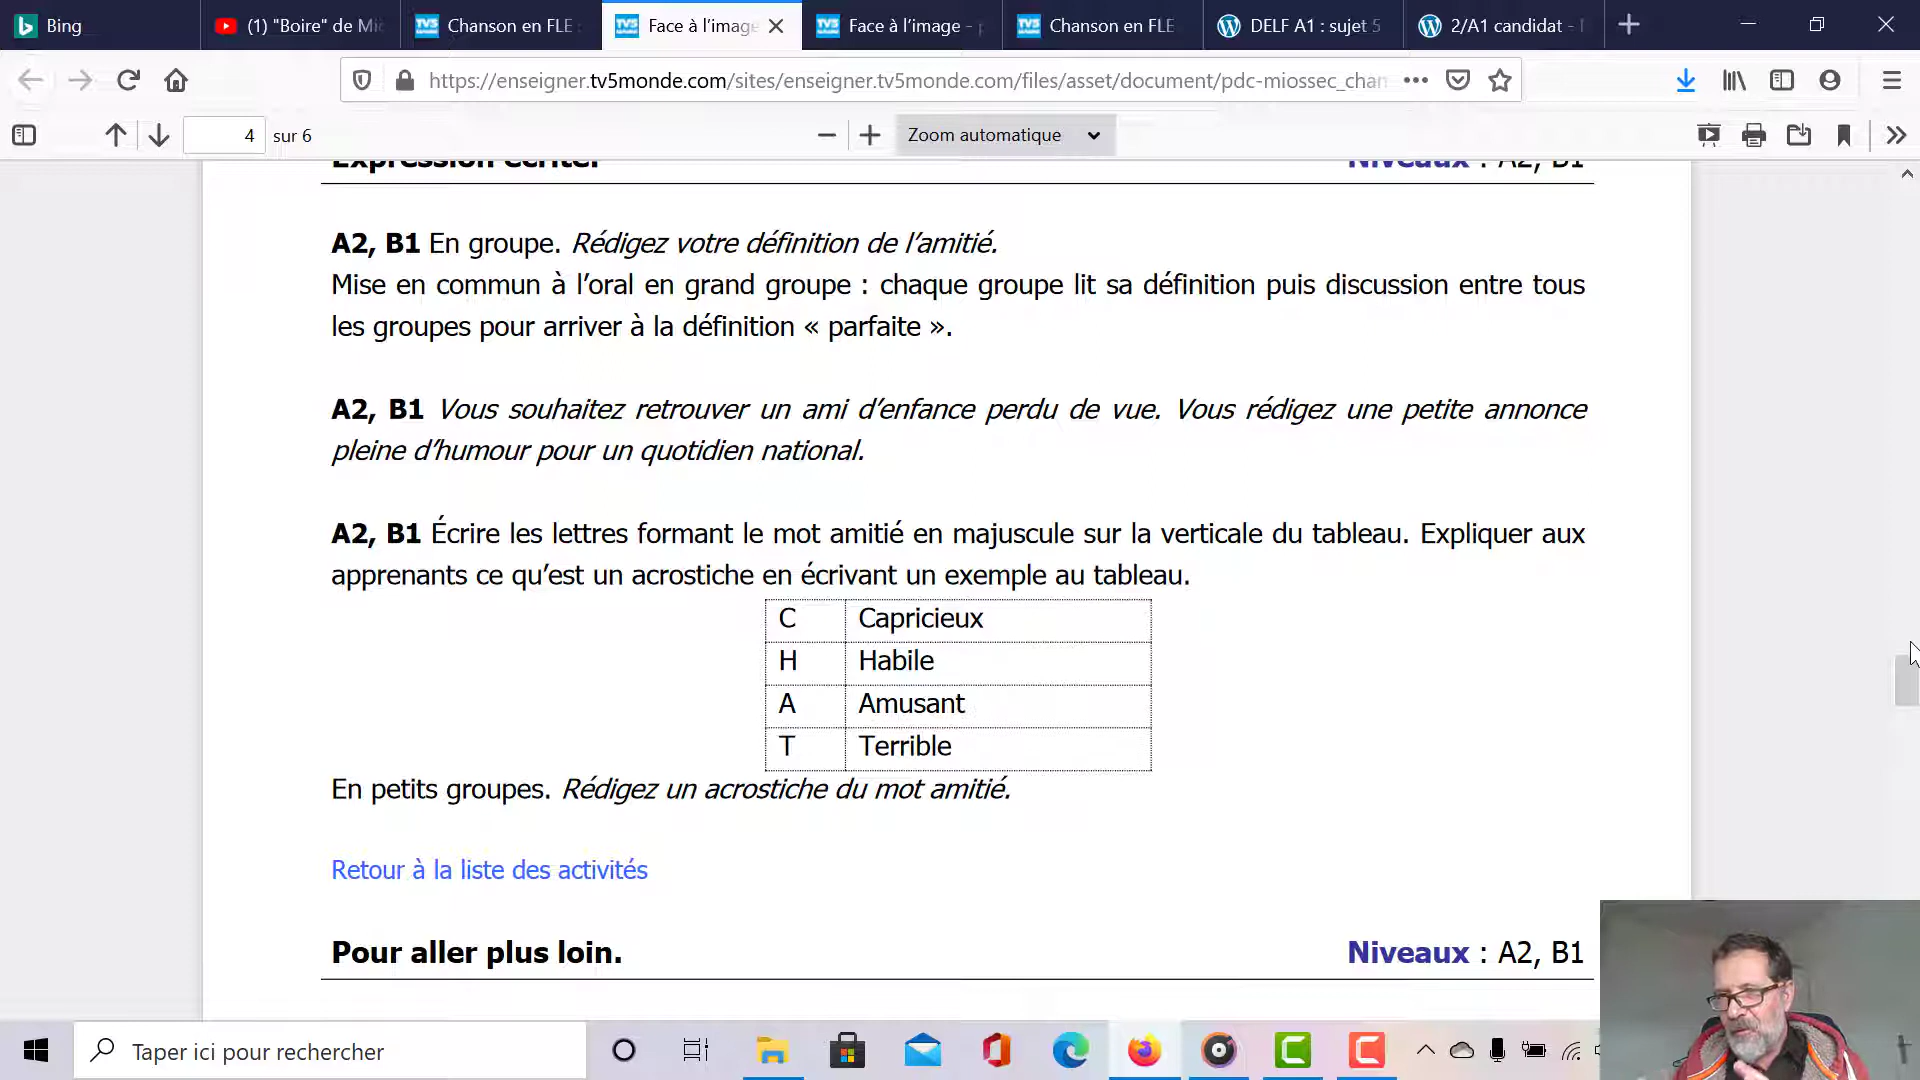 Bing
(1) "Boire" de Mio
Chanson en FLE :
Face à l'image
Face à l'image - p
Chanson en FLE
DELF A1 : sujet 5
2/A1 candidat -
https://enseigner.tv5monde.com/sites/enseigner.tv5monde.com/files/asset/document/pdc-miossec_chan
4 sur 6
Zoom automatique
Expression écrite. Niveaux : A2, B1
A2, B1 En groupe. Rédigez votre définition de l'amitié.
Mise en commun à l'oral en grand groupe : chaque groupe lit sa définition puis discussion entre tous
les groupes pour arriver à la définition « parfaite ».
A2, B1 Vous souhaitez retrouver un ami d'enfance perdu de vue. Vous rédigez une petite annonce
pleine d'humour pour un quotidien national.
A2, B1 Écrire les lettres formant le mot amitié en majuscule sur la verticale du tableau. Expliquer aux
apprenants ce qu'est un acrostiche en écrivant un exemple au tableau.
C Capricieux
H Habile
A Amusant
T Terrible
En petits groupes. Rédigez un acrostiche du mot amitié.
Retour à la liste des activités
Pour aller plus loin. Niveaux : A2, B1
Taper ici pour rechercher